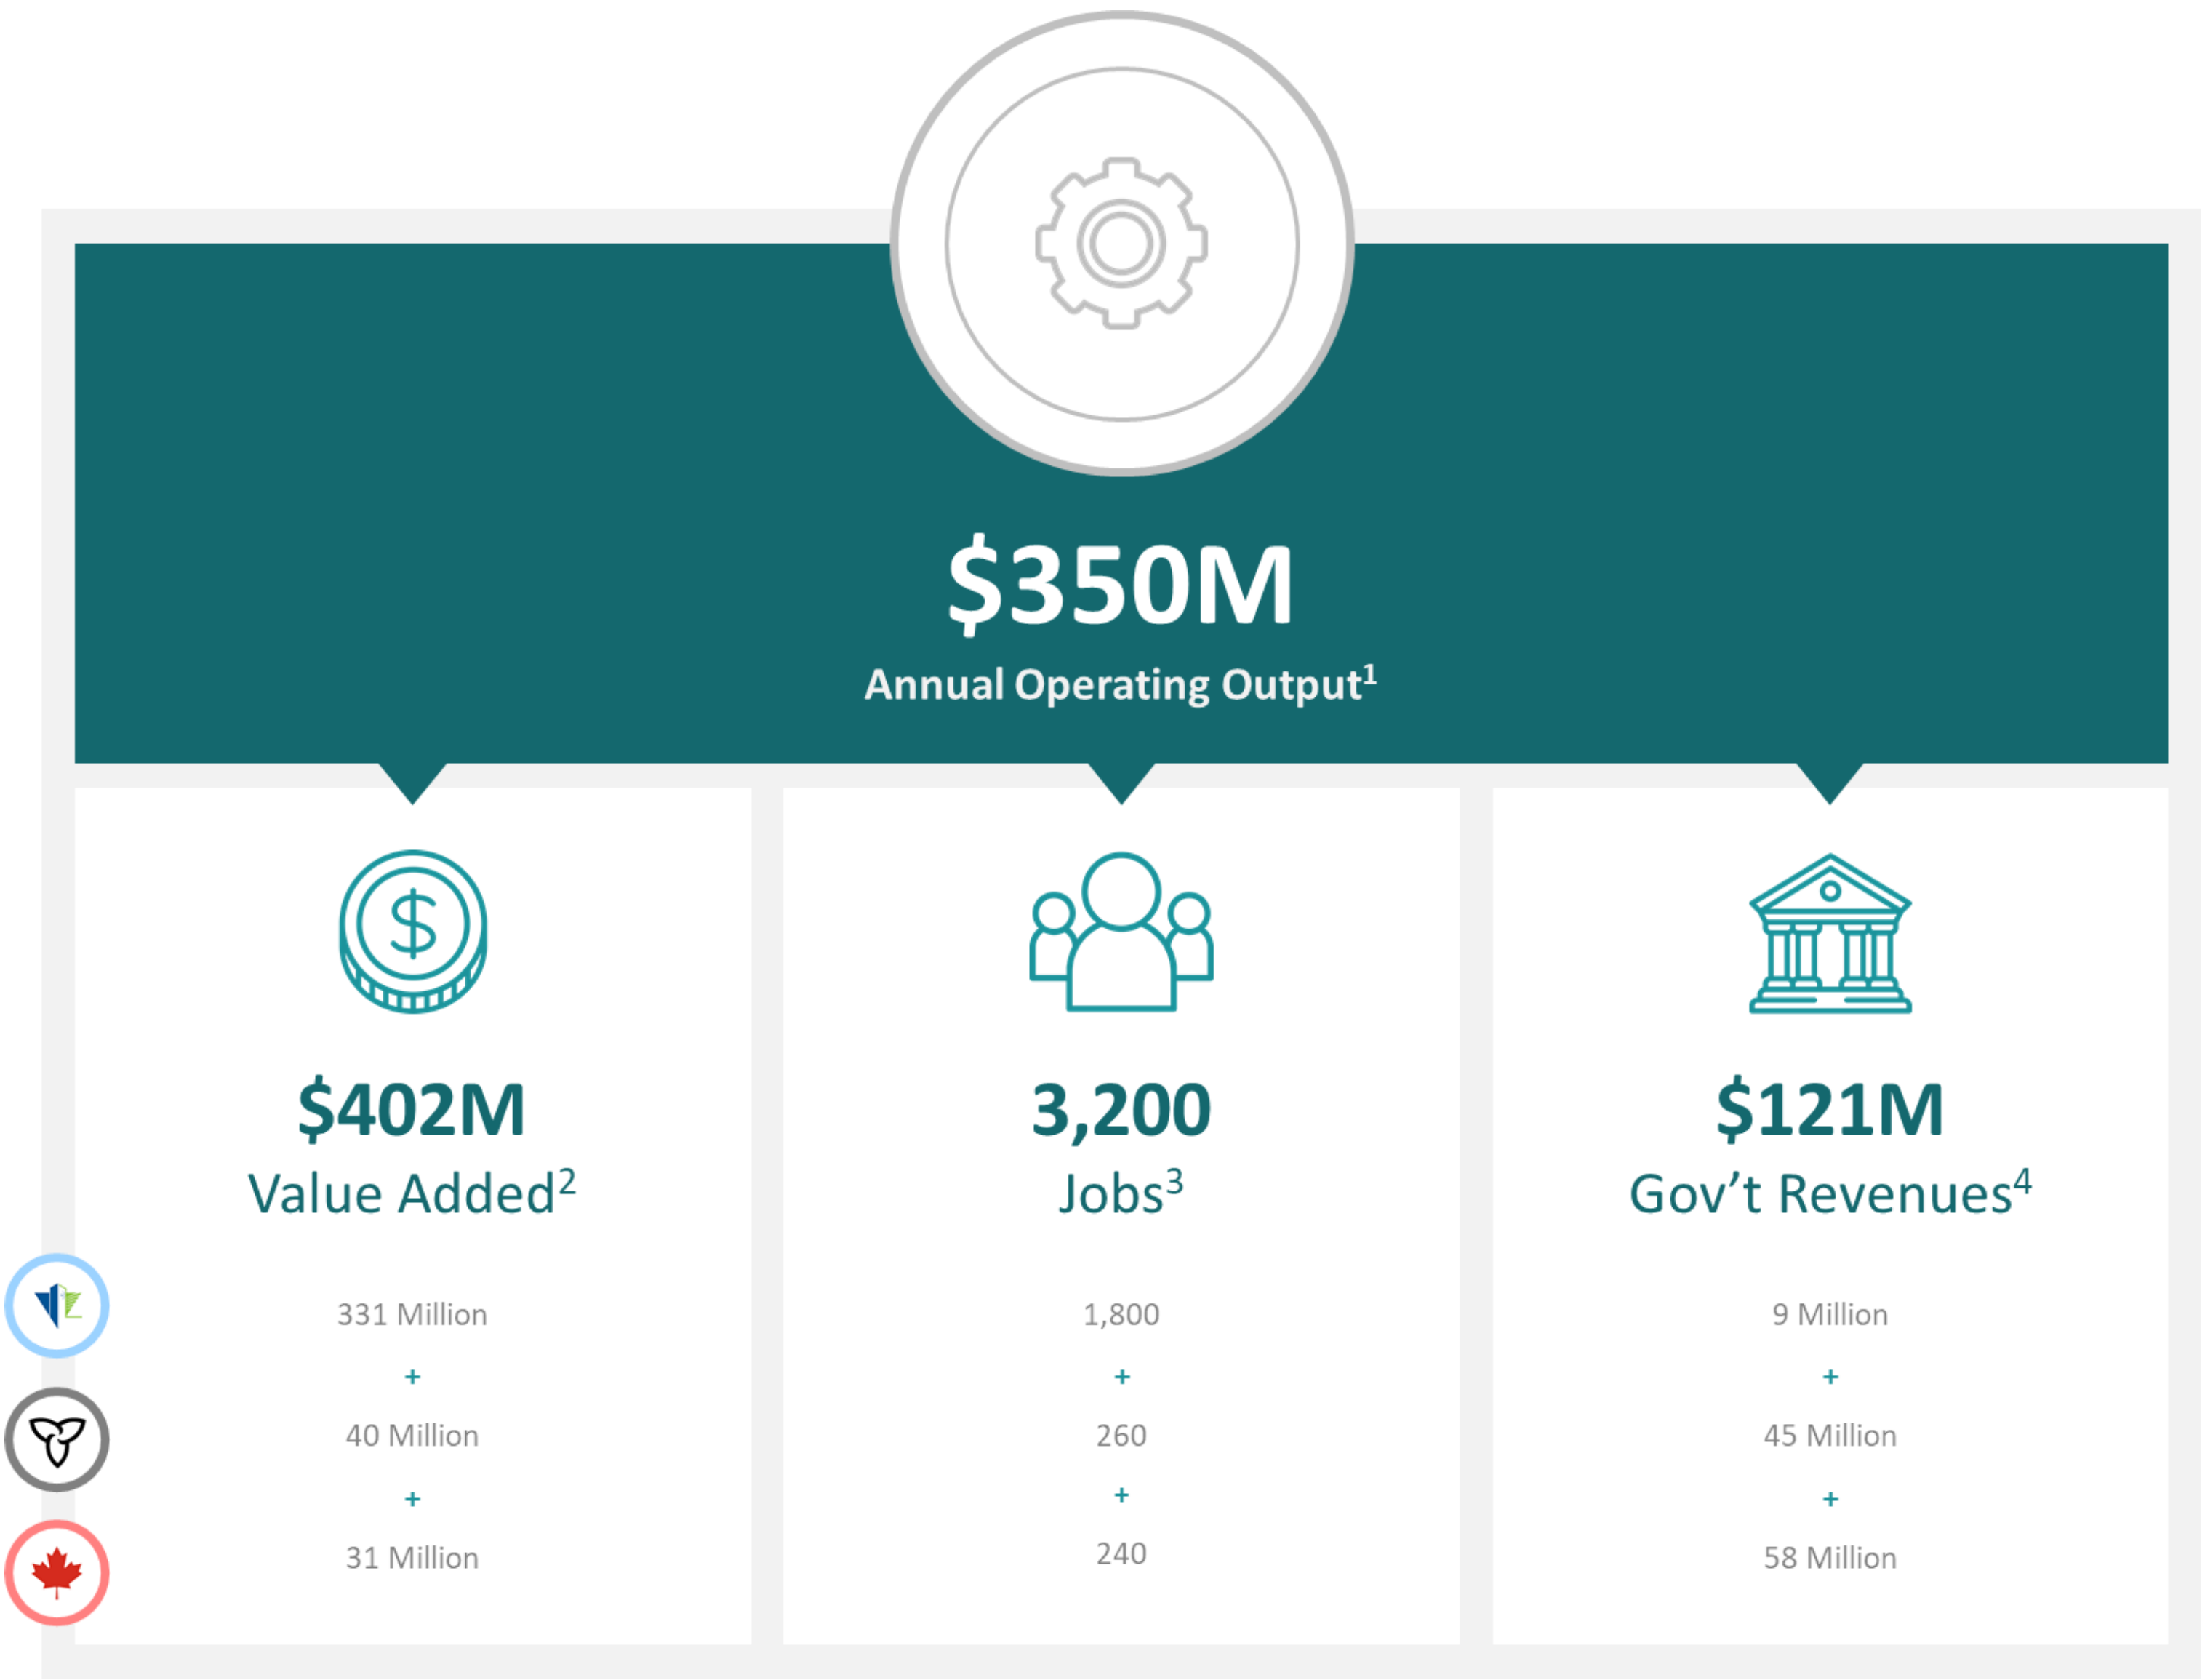 $350M
Annual Operating Output¹
$402M
Value Added²
331 Million
+
40 Million
+
31 Million
3,200
Jobs³
1,800
+
260
+
240
$121M
Gov't Revenues⁴
9 Million
+
45 Million
+
58 Million